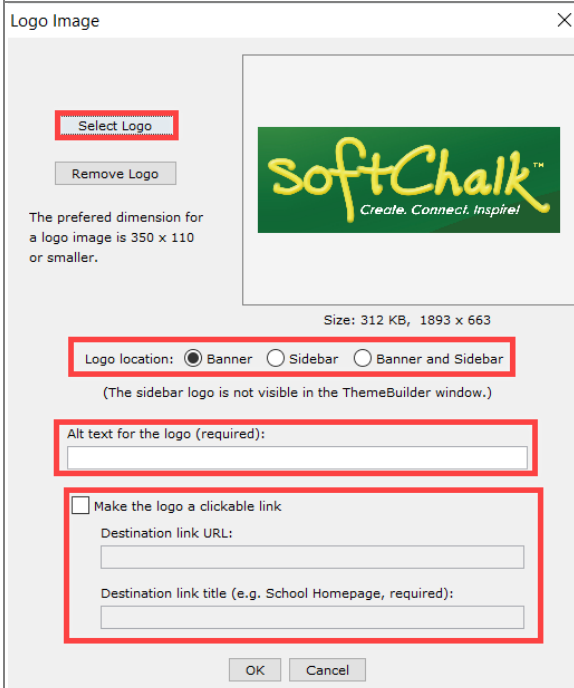 Logo Image
Select Logo
Remove Logo
The prefered dimension for
a logo image is 350 x 110
or smaller.
SoftChalk™
Create. Connect. Inspire!
Size: 312 KB, 1893 x 663
Logo location: Banner Sidebar Banner and Sidebar
(The sidebar logo is not visible in the ThemeBuilder window.)
Alt text for the logo (required):
Make the logo a clickable link
Destination link URL:
Destination link title (e.g. School Homepage, required):
OK Cancel